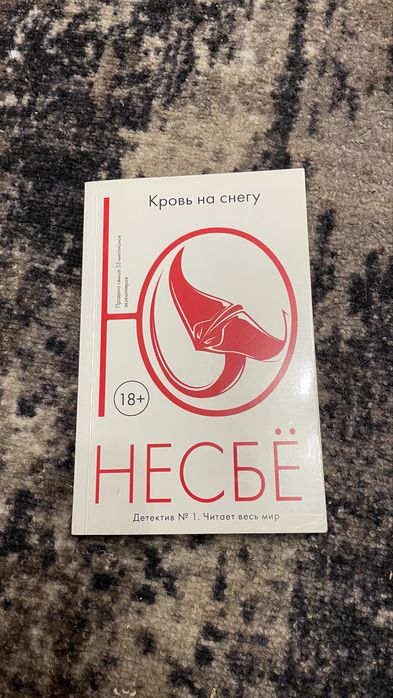 Кровь на снегу
Продано свыше 33 миллионов
экземпляров
Ю
18+
НЕСБЁ
Детектив № 1. Читает весь мир